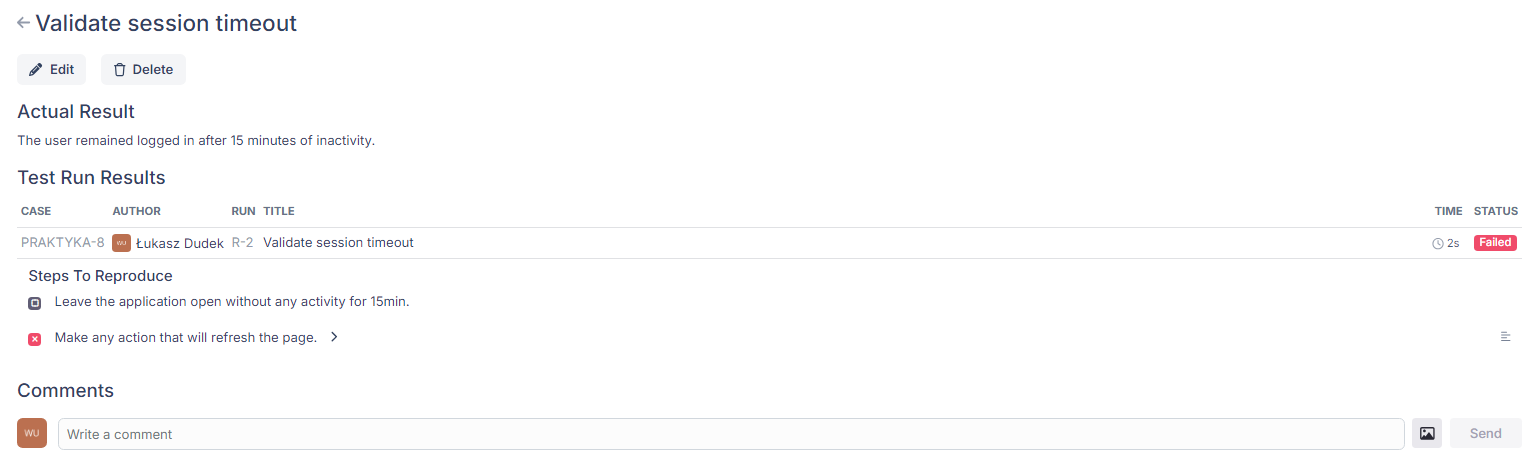 Validate session timeout
Edit Delete
Actual Result
The user remained logged in after 15 minutes of inactivity.
Test Run Results
CASE AUTHOR RUN TITLE TIME STATUS
PRAKTYKA-8 WU Łukasz Dudek R-2 Validate session timeout 2s Failed
Steps To Reproduce
Leave the application open without any activity for 15min.
Make any action that will refresh the page.
Comments
WU Write a comment Send